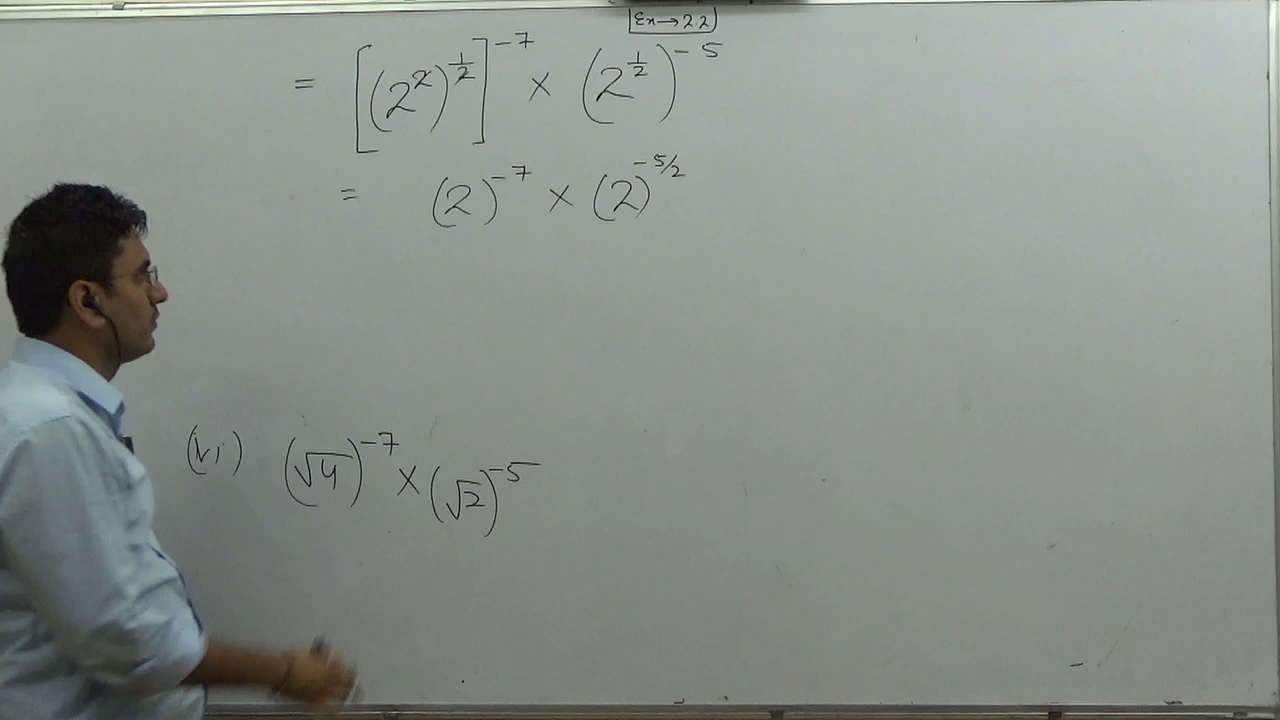 Ex→2.2
= [(2^2)^{1/2}]^{-7} × (2^{1/2})^{-5}
= (2)^{-7} × (2)^{-5/2}
(vi) (√4)^{-7} × (√2)^{-5}